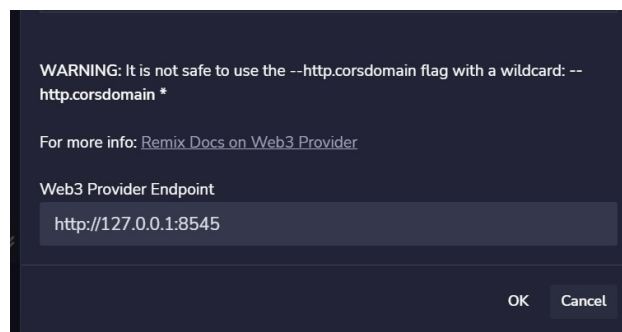 WARNING: It is not safe to use the --http.corsdomain flag with a wildcard: --
http.corsdomain *
For more info: Remix Docs on Web3 Provider
Web3 Provider Endpoint
http://127.0.0.1:8545
OK Cancel